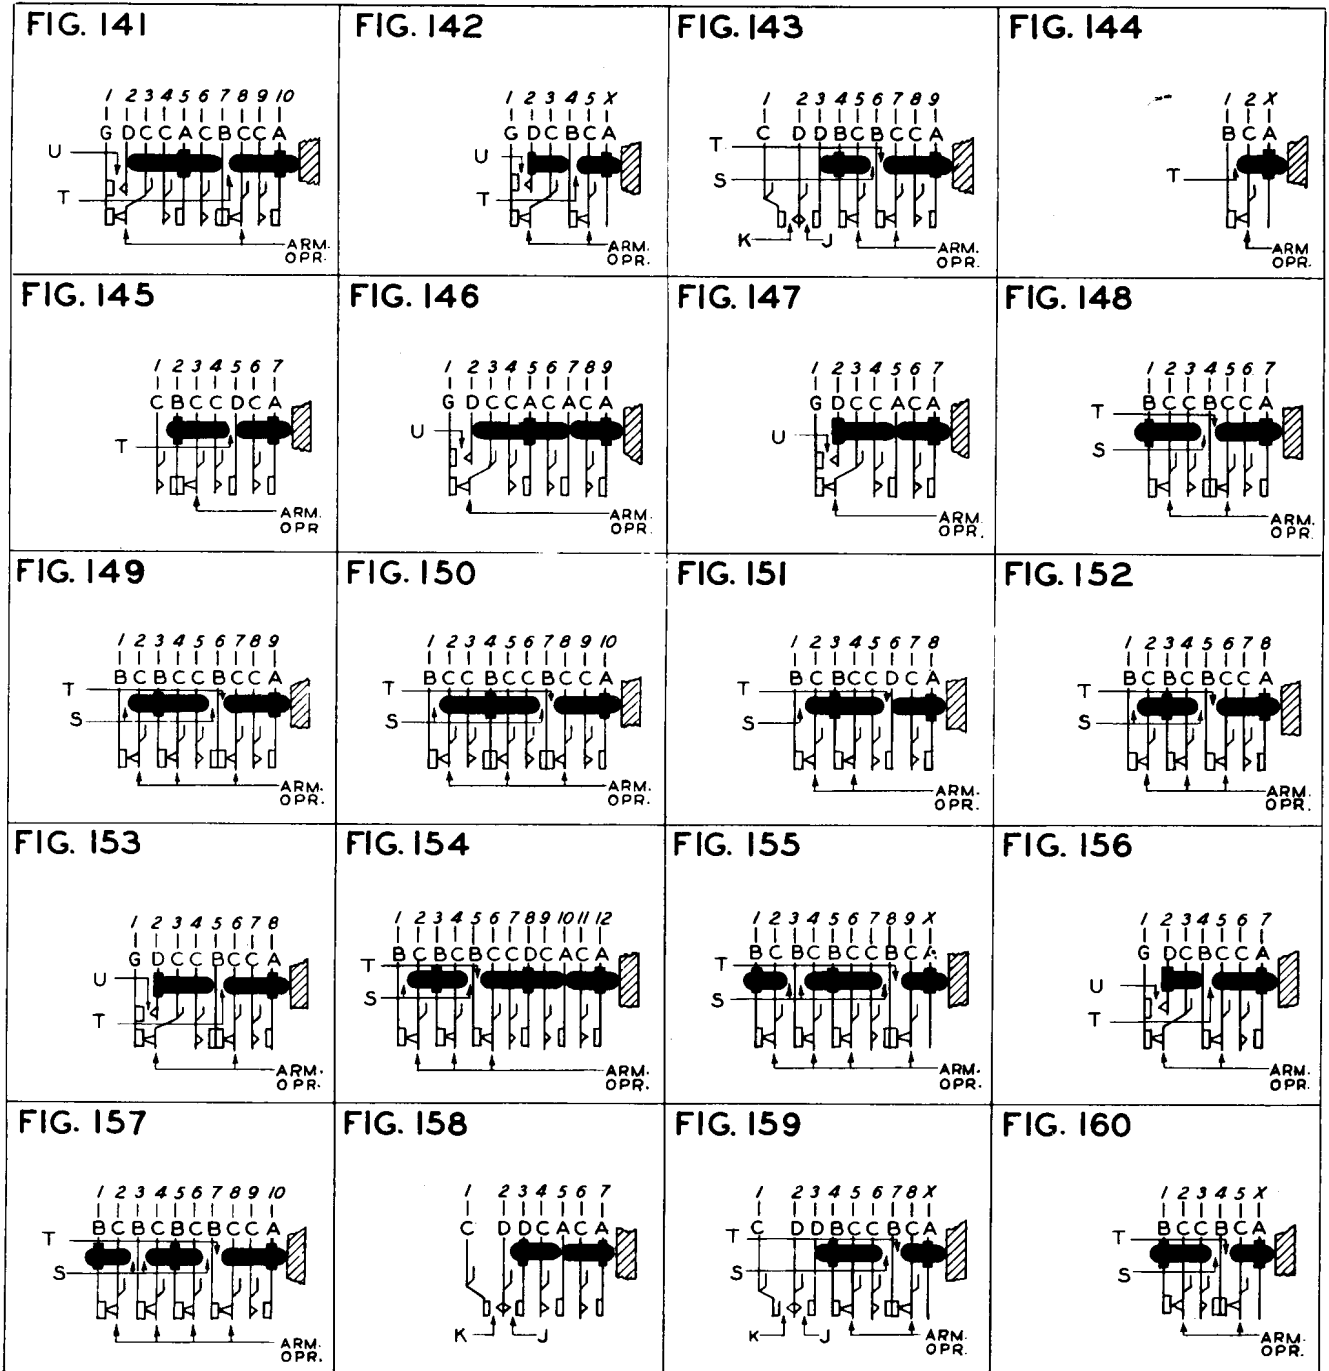 FIG. 141
1 2 3 4 5 6 7 8 9 10
G D C C A C B C C A
U
T
ARM.
OPR.
FIG. 142
1 2 3 4 5 X
G D C B C A
U
T
ARM.
OPR.
FIG. 143
1 2 3 4 5 6 7 8 9
C D D B C B C C A
T
S
K J
ARM.
OPR.
FIG. 144
1 2 X
B C A
T
ARM
OPR.
FIG. 145
1 2 3 4 5 6 7
C B C C D C A
T
ARM.
OPR
FIG. 146
1 2 3 4 5 6 7 8 9
G D C C A C A C A
U
ARM.
OPR.
FIG. 147
1 2 3 4 5 6 7
G D C C A C A
U
ARM.
OPR.
FIG. 148
1 2 3 4 5 6 7
B C C B C C A
T
S
ARM.
OPR.
FIG. 149
1 2 3 4 5 6 7 8 9
B C B C C B C C A
T
S
ARM.
OPR.
FIG. 150
1 2 3 4 5 6 7 8 9 10
B C C B C C B C C A
T
S
ARM.
OPR.
FIG. 151
1 2 3 4 5 6 7 8
B C B C C D C A
T
S
ARM.
OPR.
FIG. 152
1 2 3 4 5 6 7 8
B C B C B C C A
T
S
ARM.
OPR.
FIG. 153
1 2 3 4 5 6 7 8
G D C C B C C A
U
T
ARM.
OPR.
FIG. 154
1 2 3 4 5 6 7 8 9 10 11 12
B C B C B C C D C A C A
T
S
ARM.
OPR.
FIG. 155
1 2 3 4 5 6 7 8 9 X
B C B C B C C B C A
T
S
ARM.
OPR.
FIG. 156
1 2 3 4 5 6 7
G D C B C C A
U
T
ARM.
OPR.
FIG. 157
1 2 3 4 5 6 7 8 9 10
B C B C B C B C C A
T
S
ARM.
OPR.
FIG. 158
1 2 3 4 5 6 7
C D D C A C A
K J
FIG. 159
1 2 3 4 5 6 7 8 X
C D D B C C B C A
T
S
K J
ARM.
OPR.
FIG. 160
1 2 3 4 5 X
B C C B C A
T
S
ARM.
OPR.